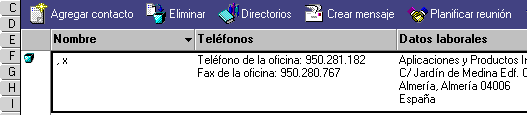 Agregar contacto Eliminar Directorios Crear mensaje Planificar reunión
Nombre Teléfonos Datos laborales
, x Teléfono de la oficina: 950.281.182 Aplicaciones y Productos
Fax de la oficina: 950.280.767 C/ Jardín de Medina Edf.
Almería, Almería 04006
España
C
D
E
F
G
H
I